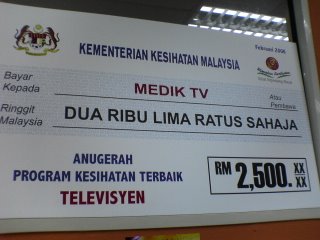 KEMENTERIAN KESIHATAN MALAYSIA
Februari 2006
Bayar
Kepada
MEDIK TV
Atau
Pembawa
Ringgit
Malaysia
DUA RIBU LIMA RATUS SAHAJA
ANUGERAH
PROGRAM KESIHATAN TERBAIK
TELEVISYEN
RM 2,500. XX/XX